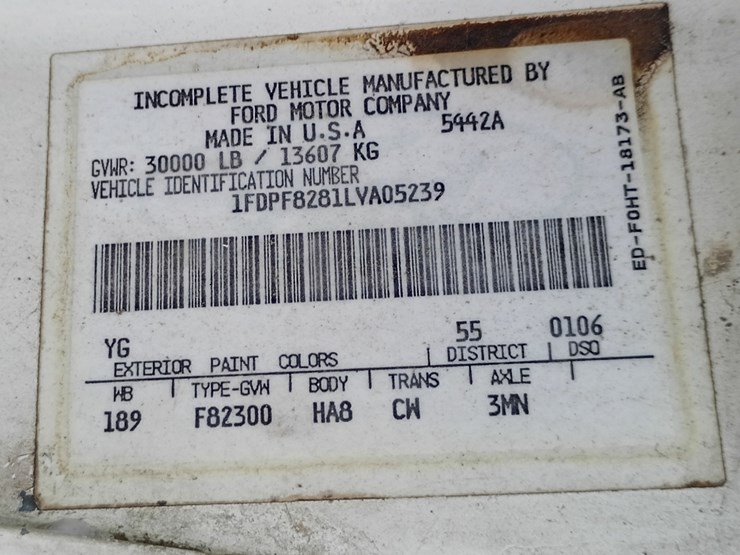 INCOMPLETE VEHICLE MANUFACTURED BY
FORD MOTOR COMPANY
MADE IN U.S.A 5442A
GVWR: 30000 LB / 13607 KG
VEHICLE IDENTIFICATION NUMBER
1FDPF8281LVA05239
ED-F0HT-18173-AB
YG 55 0106
EXTERIOR PAINT COLORS | DISTRICT | DSO
WB | TYPE-GVW | BODY | TRANS | AXLE |
189 F82300 HA8 CW 3MN